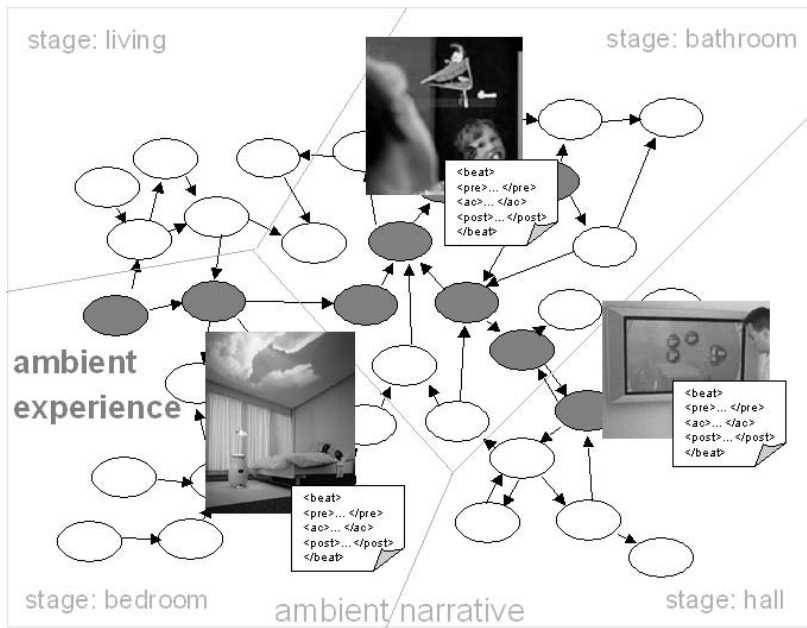 stage: living
stage: bathroom
<beat>
<pre>... </pre>
<ac>... </ac>
<post>... </post>
</beat>
ambient
experience
<beat>
<pre>... </pre>
<ac>... </ac>
<post>... </post>
</beat>
<beat>
<pre>... </pre>
<ac>... </ac>
<post>... </post>
</beat>
stage: bedroom
ambient narrative
stage: hall